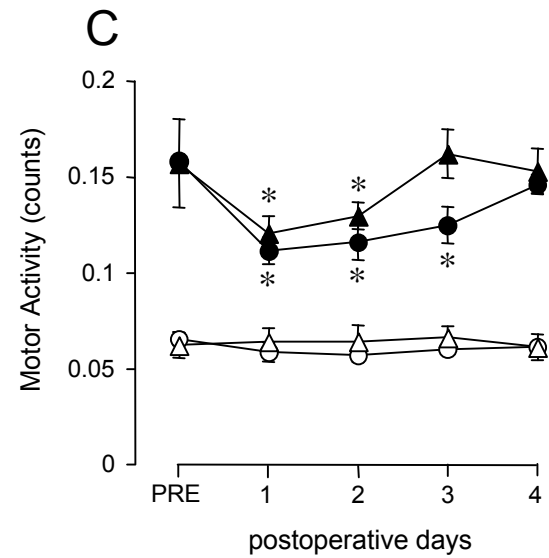 C
0.2
0.15
0.1
0.05
0
Motor Activity (counts)
* *
* * *
PRE 1 2 3 4
postoperative days